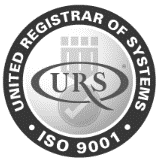 UNITED REGISTRAR OF SYSTEMS
URS
• ISO 9001 •